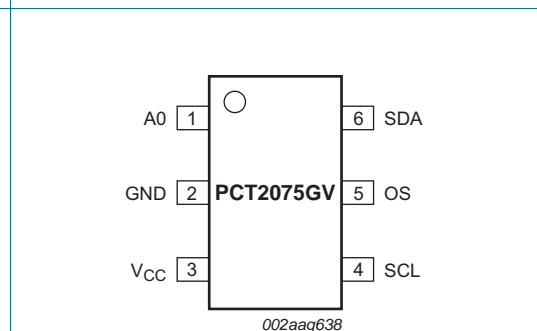 A0 1 6 SDA
GND 2 PCT2075GV 5 OS
VCC 3 4 SCL
002aag638